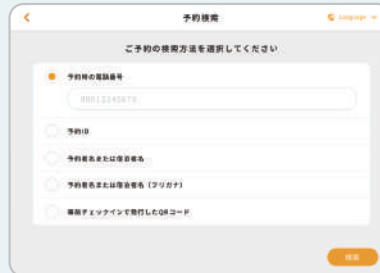 予約検索
Language
ご予約の検索方法を選択してください
予約時の電話番号
09012345678
予約ID
予約者名または宿泊者名
予約者名または宿泊者名（フリガナ）
事前チェックインで発行したQRコード
検索